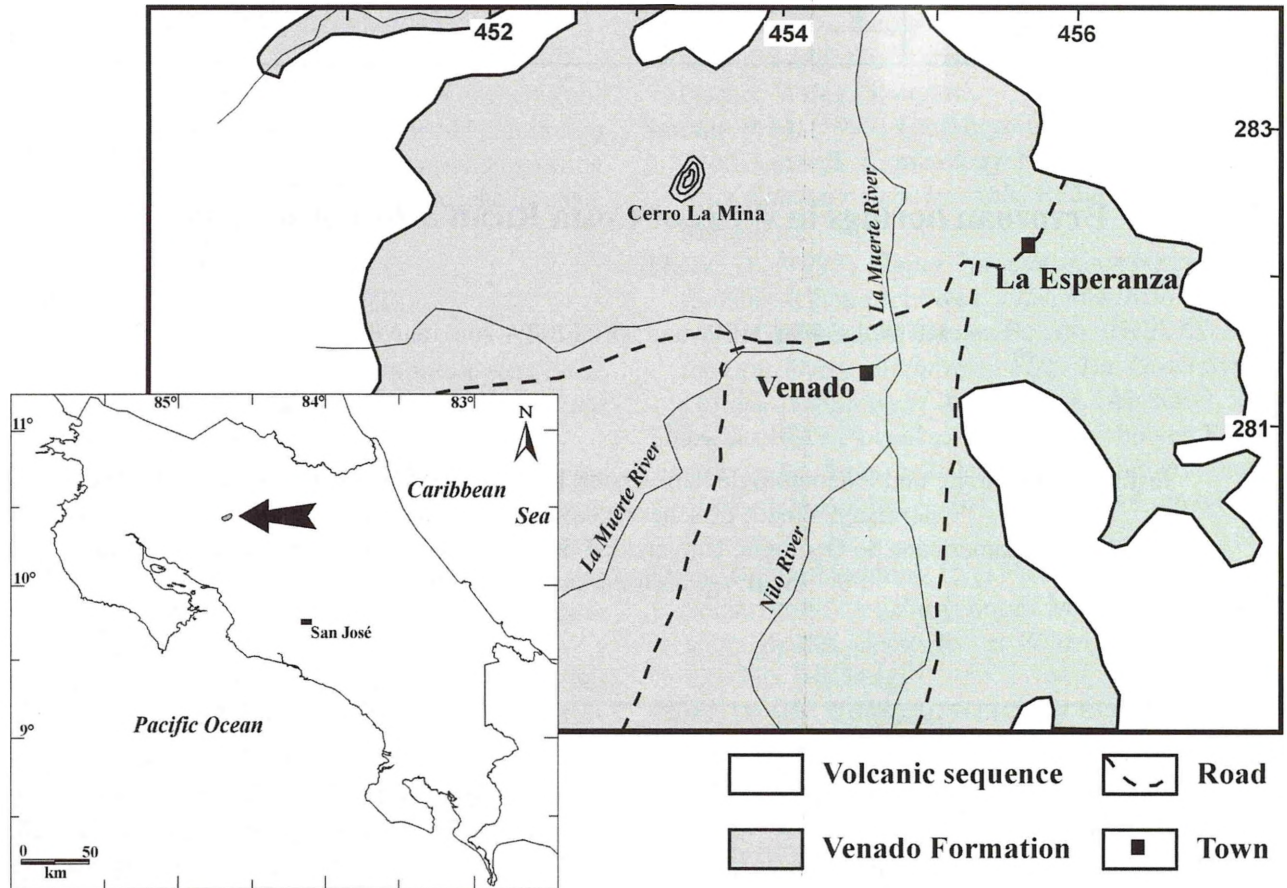 452
454
456
283
Cerro La Mina
La Muerte River
La Esperanza
Venado
281
La Muerte River
Nilo River
85°
84°
83°
11°
N
Caribbean
Sea
10°
San José
9°
Pacific Ocean
0 50
km
Volcanic sequence
Road
Venado Formation
Town